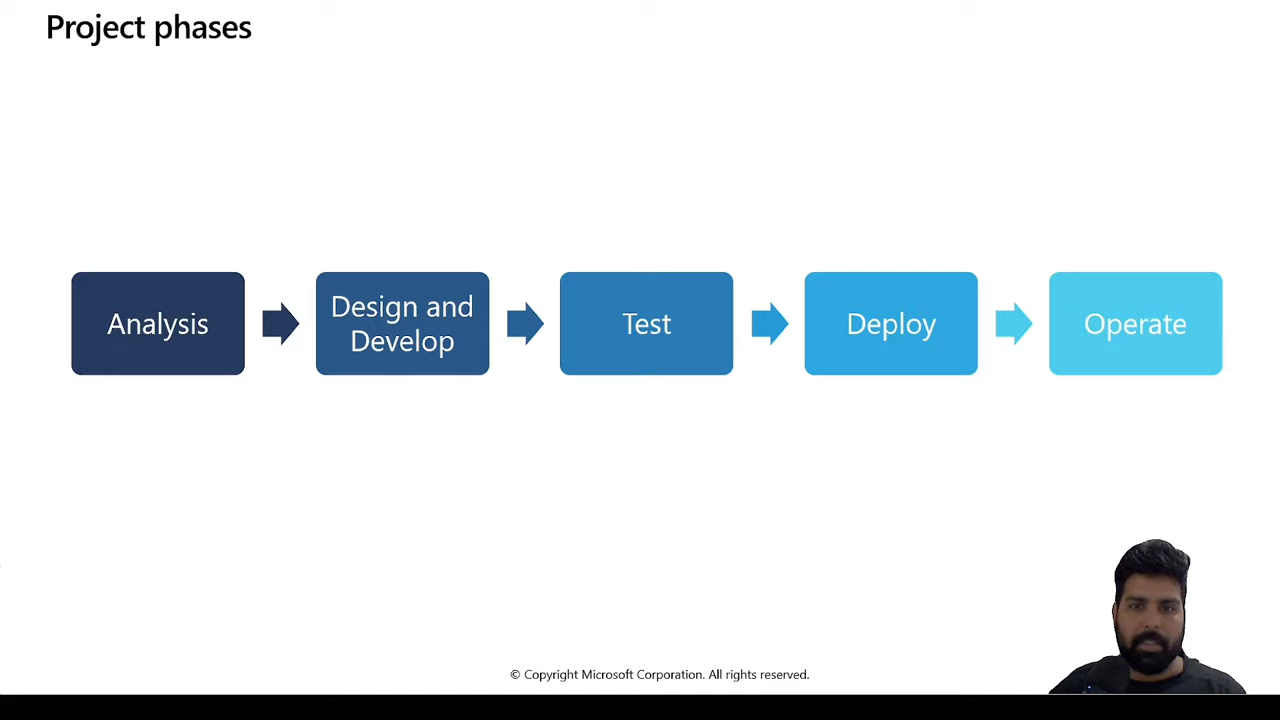 Project phases
Analysis
Design and
Develop
Test
Deploy
Operate
© Copyright Microsoft Corporation. All rights reserved.